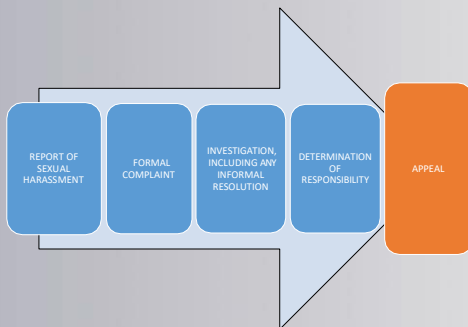 REPORT OF
SEXUAL
HARASSMENT
FORMAL
COMPLAINT
INVESTIGATION,
INCLUDING ANY
INFORMAL
RESOLUTION
DETERMINATION
OF
RESPONSIBILITY
APPEAL